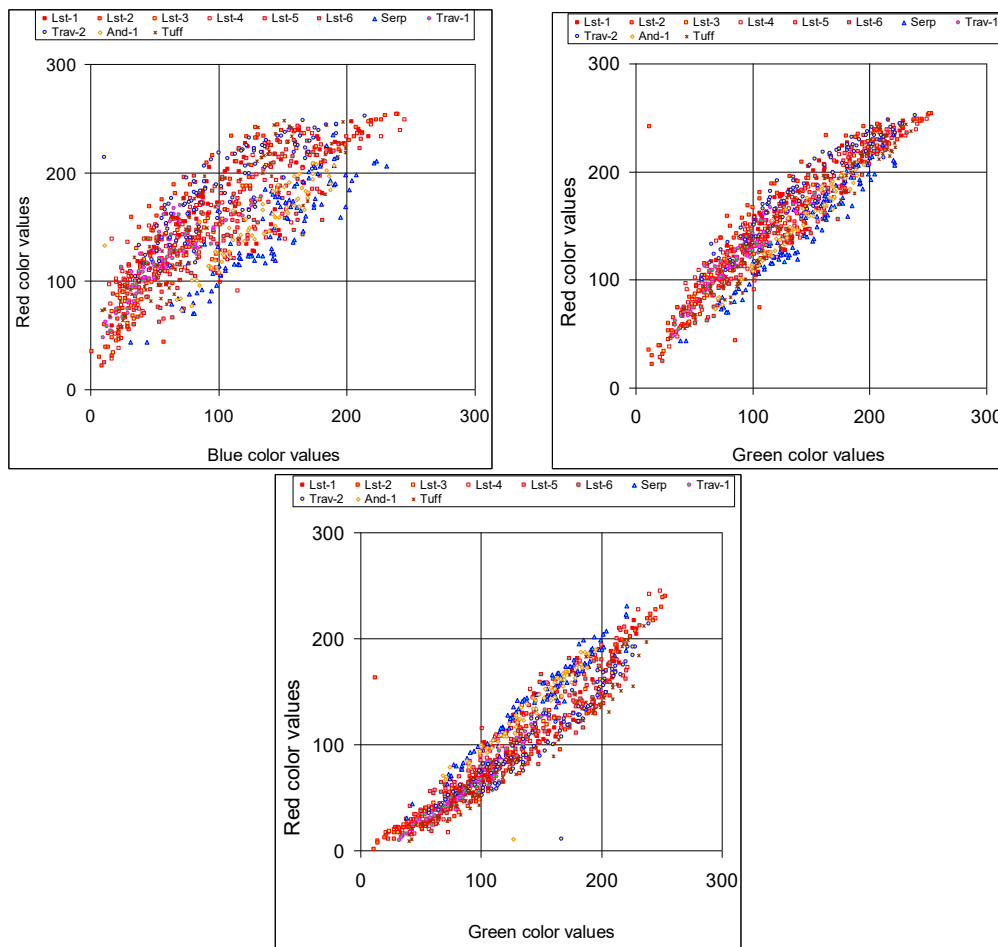 Lst-1 Lst-2 Lst-3 Lst-4 Lst-5 Lst-6 Serp Trav-1
Trav-2 And-1 Tuff
300
200
100
0
0 100 200 300
Red color values
Blue color values
Lst-1 Lst-2 Lst-3 Lst-4 Lst-5 Lst-6 Serp Trav-1
Trav-2 And-1 Tuff
300
200
100
0
0 100 200 300
Red color values
Green color values
Lst-1 Lst-2 Lst-3 Lst-4 Lst-5 Lst-6 Serp Trav-1
Trav-2 And-1 Tuff
300
200
100
0
0 100 200 300
Red color values
Green color values